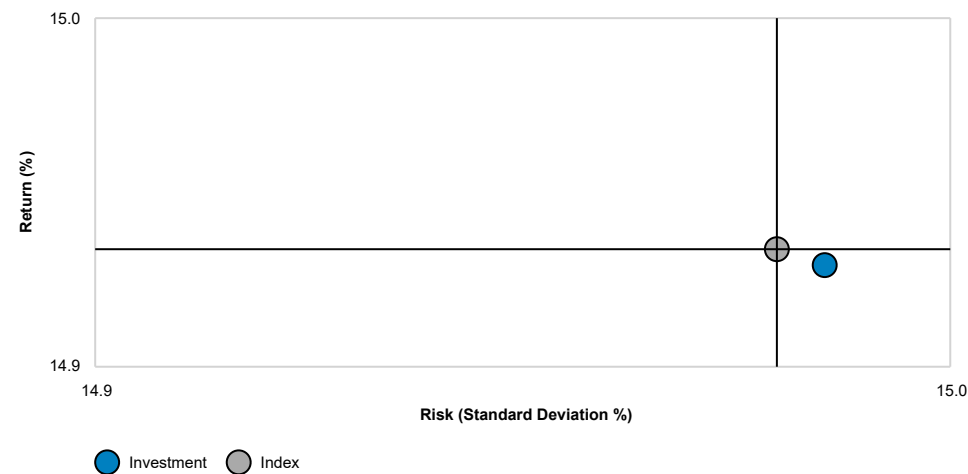 15.0
Return (%)
14.9
14.9
15.0
Risk (Standard Deviation %)
Investment
Index